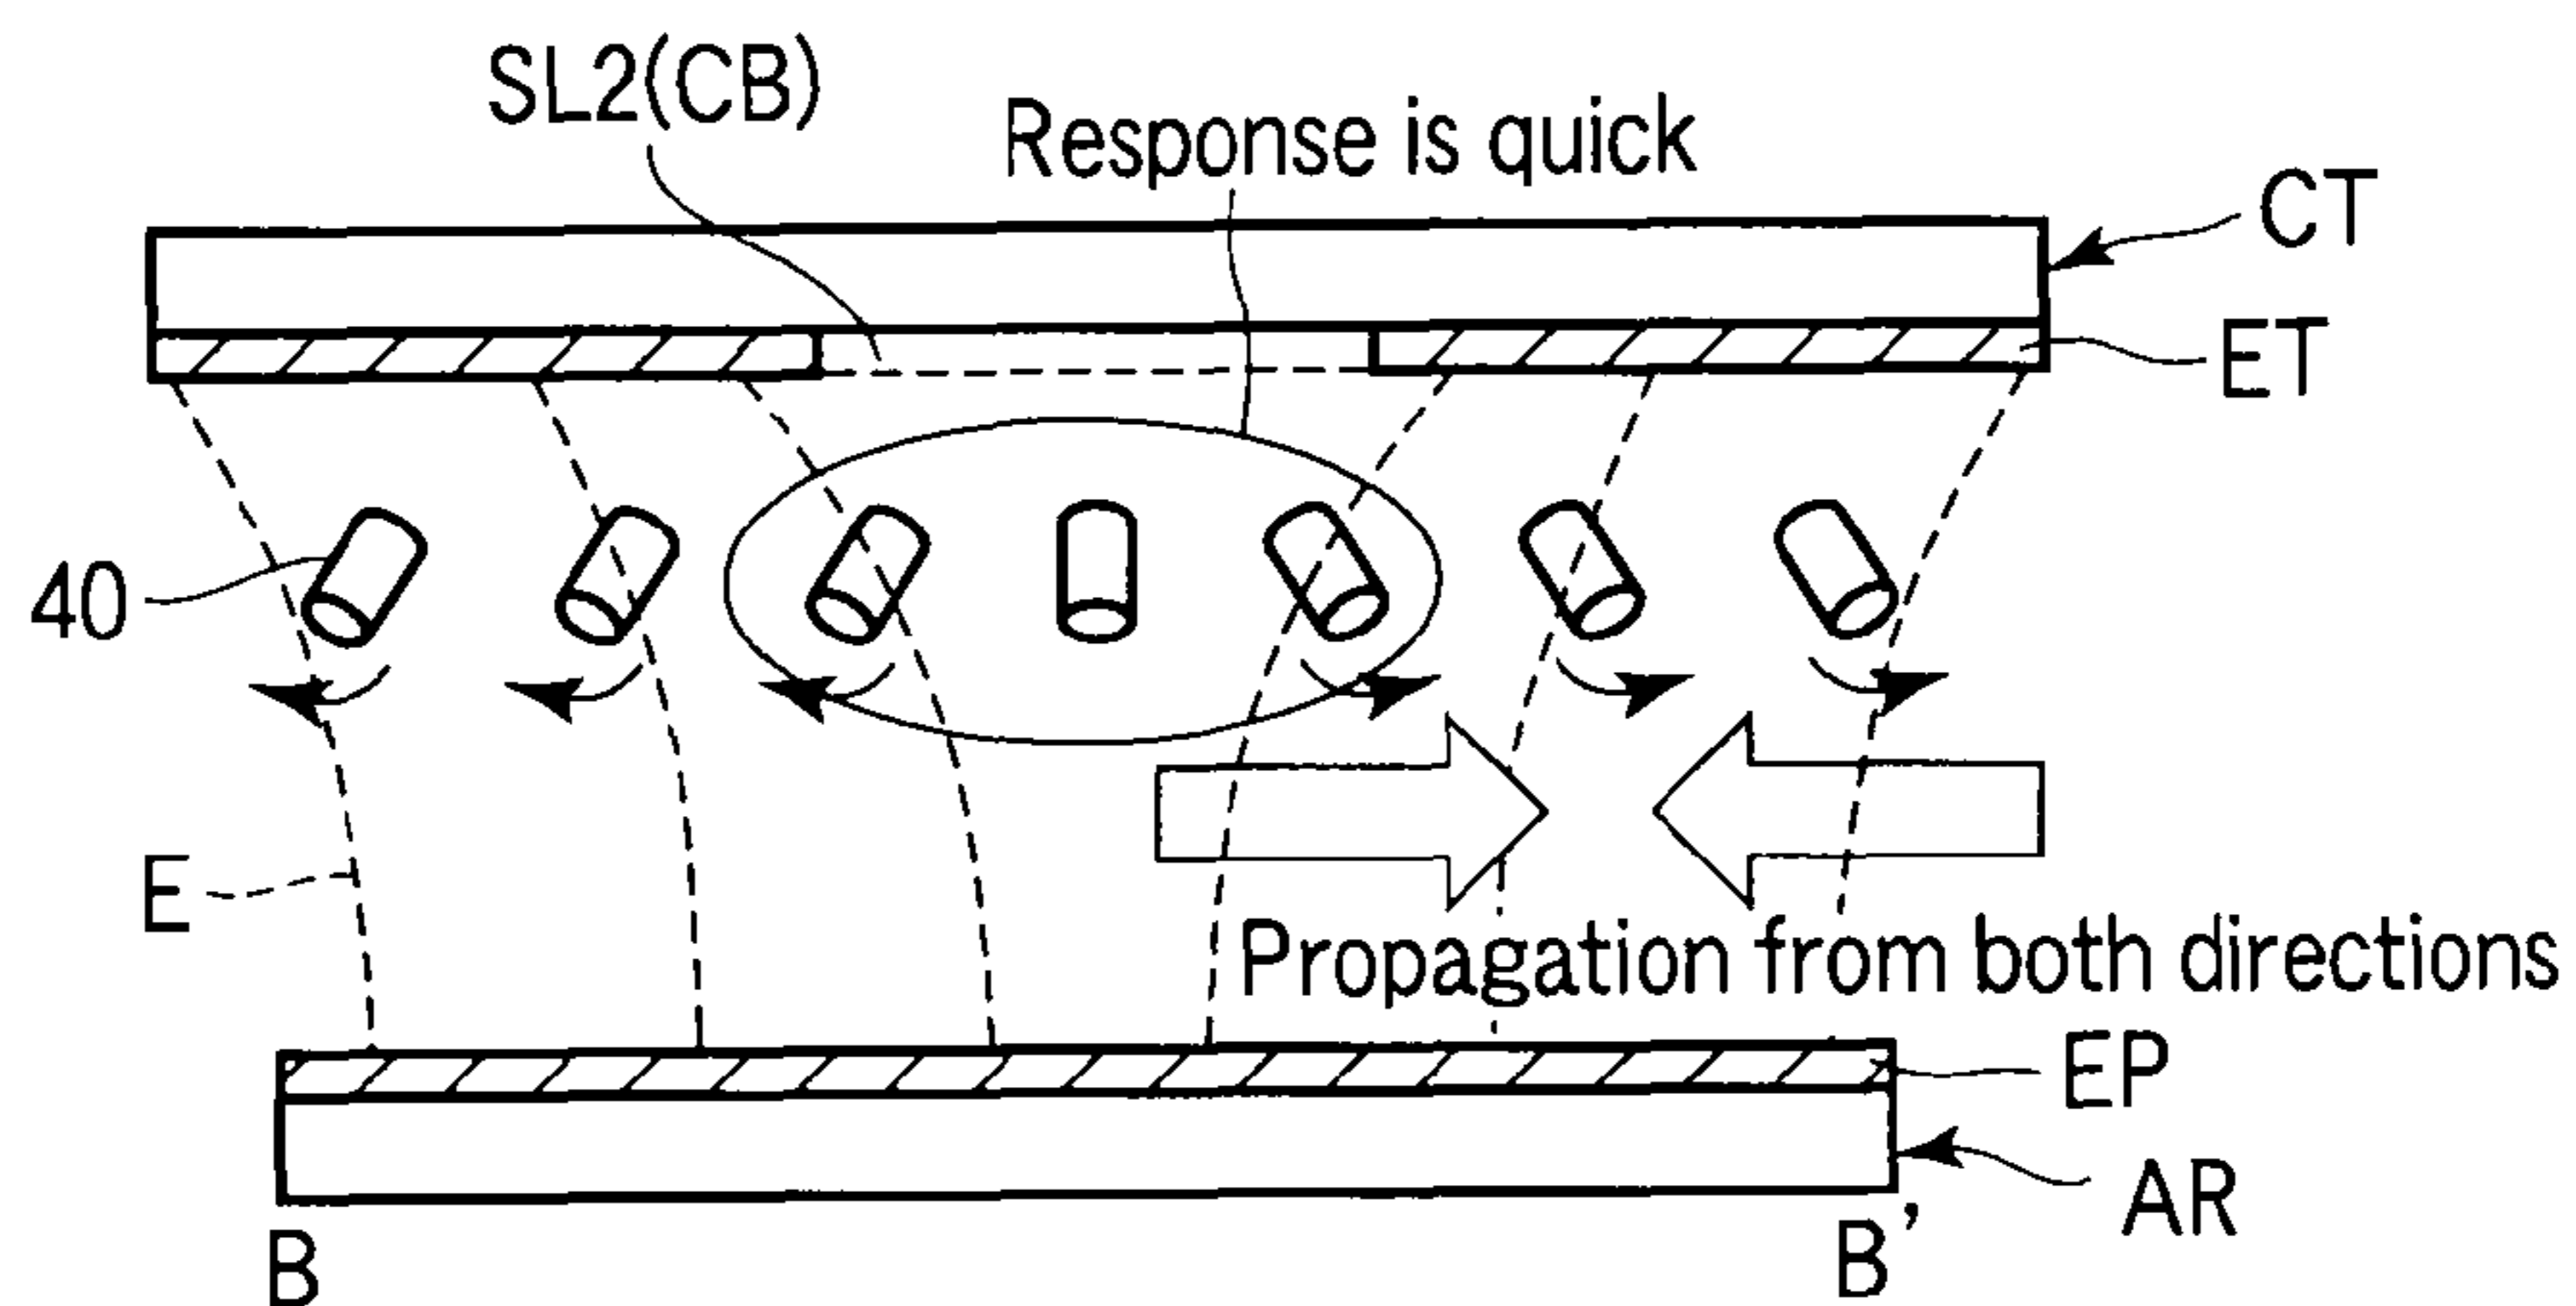 SL2(CB)
Response is quick
CT
ET
40
E
Propagation from both directions
EP
AR
B
B'